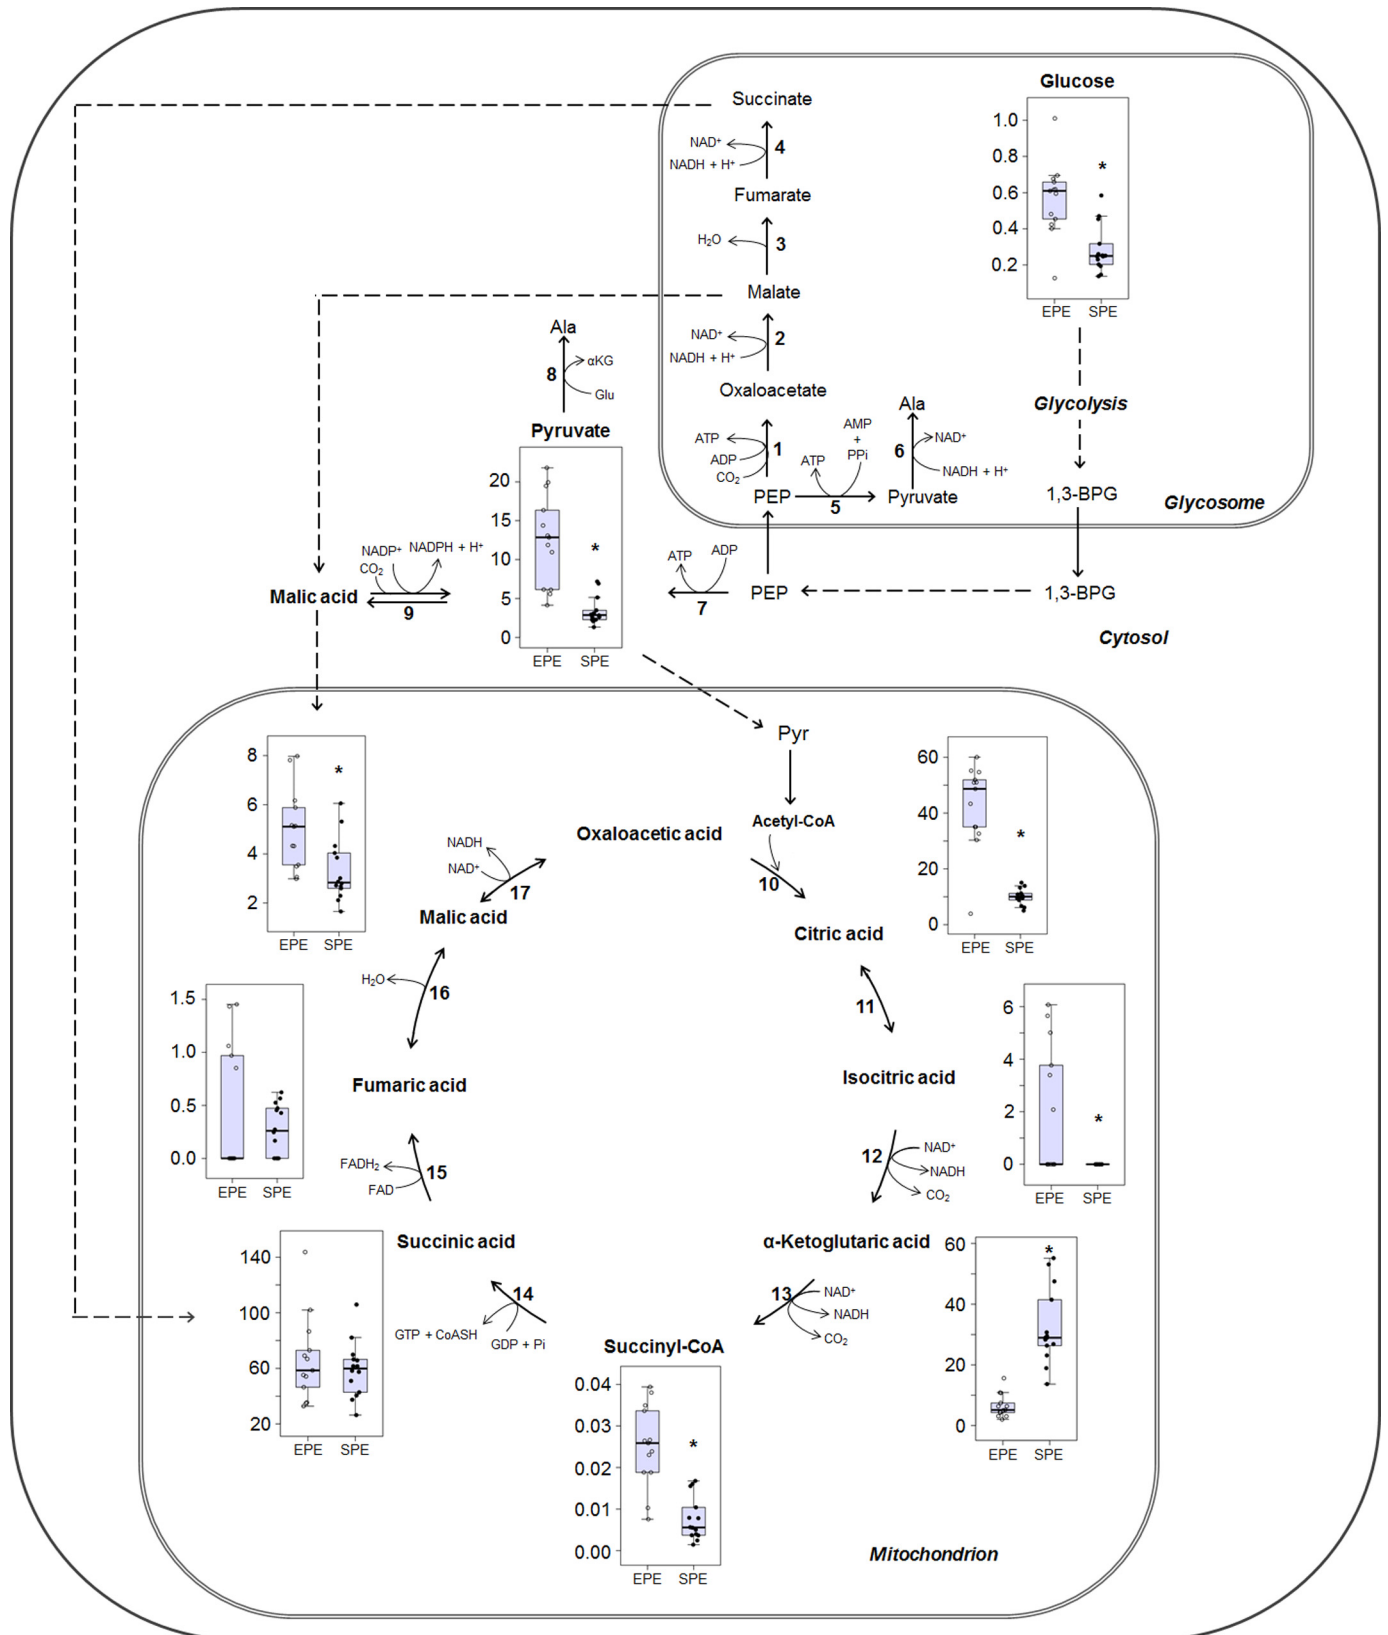 Glucose
1.0
0.8
0.6
0.4
0.2
*
EPE SPE
Succinate
NAD⁺
NADH + H⁺
4
Fumarate
H₂O
3
Malate
NAD⁺
NADH + H⁺
2
Oxaloacetate
ATP
ADP
CO₂
1
PEP
ATP
AMP
+
PPi
5
Pyruvate
Ala
6
NAD⁺
NADH + H⁺
Glycolysis
1,3-BPG
Glycosome
1,3-BPG
Cytosol
PEP
ATP
ADP
7
Ala
8
αKG
Glu
Pyruvate
20
15
10
5
0
*
EPE SPE
NADP⁺
NADPH + H⁺
CO₂
Malic acid
9
Pyr
Acetyl-CoA
Oxaloacetic acid
10
Citric acid
60
40
20
0
*
EPE SPE
11
Isocitric acid
6
4
2
0
*
EPE SPE
12
NAD⁺
NADH
CO₂
α-Ketoglutaric acid
60
40
20
0
*
EPE SPE
13
NAD⁺
NADH
CO₂
Succinyl-CoA
0.04
0.03
0.02
0.01
0.00
*
EPE SPE
14
GTP + CoASH
GDP + Pi
Succinic acid
140
100
60
20
EPE SPE
15
FADH₂
FAD
Fumaric acid
1.5
1.0
0.5
0.0
EPE SPE
16
H₂O
Malic acid
8
6
4
2
*
EPE SPE
17
NADH
NAD⁺
Mitochondrion